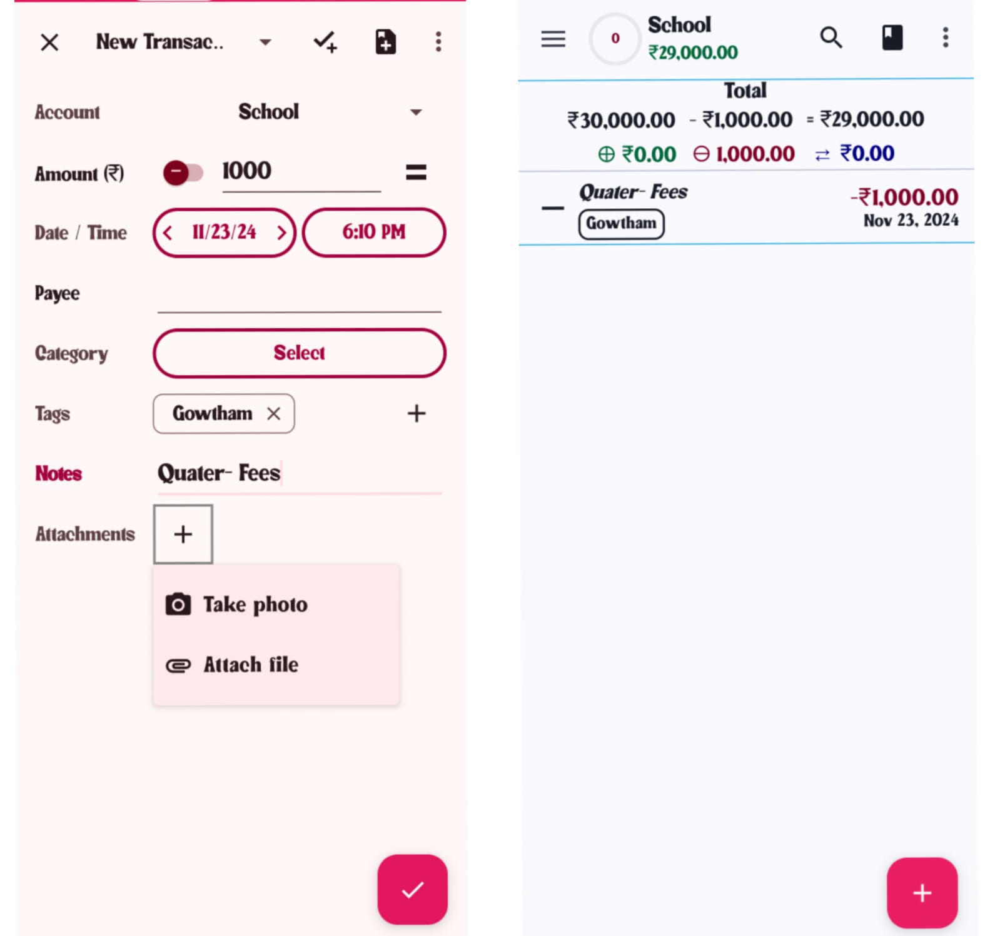 New Transac..
Account School
Amount (₹) 1000
Date / Time 11/23/24 6:10 PM
Payee
Category Select
Tags Gowtham
Notes Quater- Fees
Attachments
Take photo
Attach file
0 School
₹29,000.00
Total
₹30,000.00 - ₹1,000.00 = ₹29,000.00
₹0.00 1,000.00 ₹0.00
Quater- Fees -₹1,000.00
Gowtham Nov 23, 2024